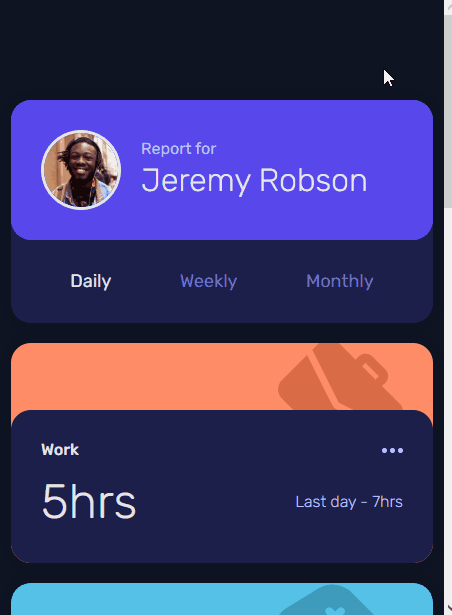 Report for
Jeremy Robson
Daily Weekly Monthly
Work
5hrs
Last day - 7hrs